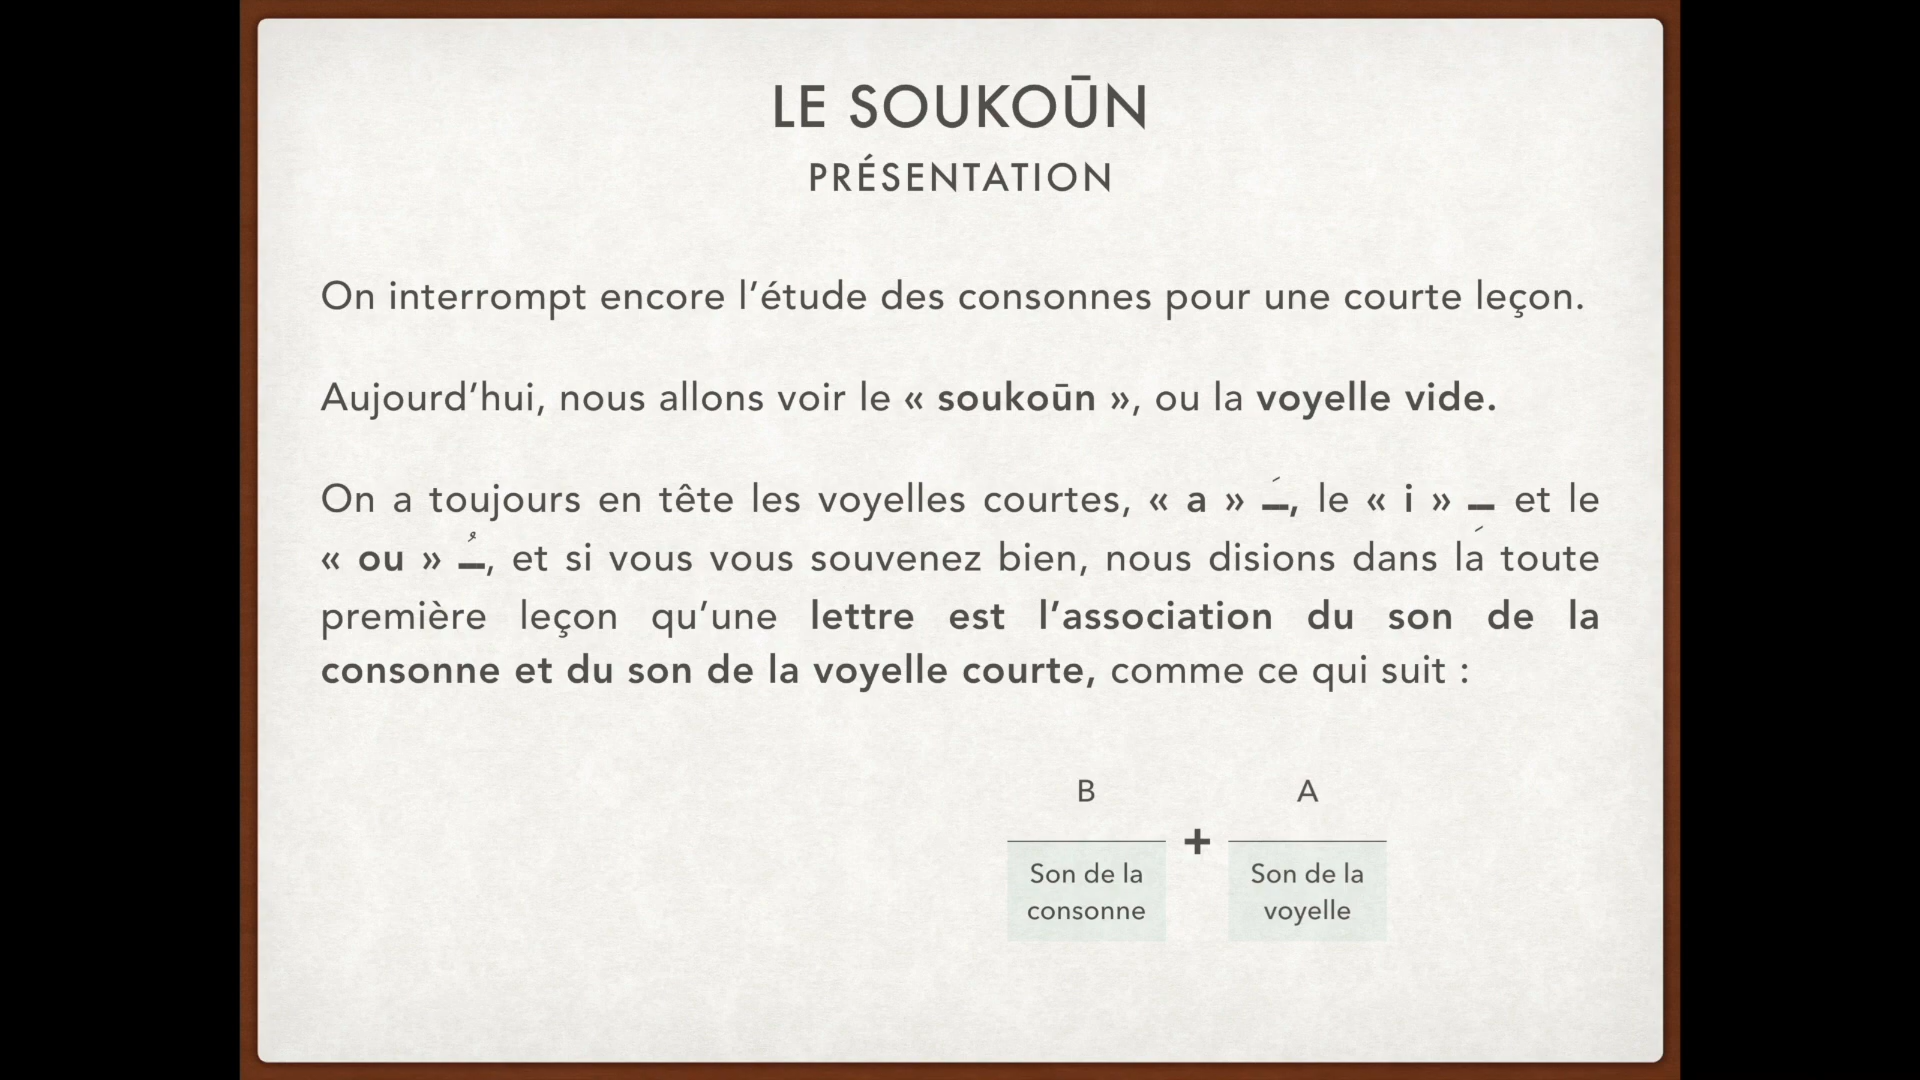 LE SOUKOŪN
PRÉSENTATION
On interrompt encore l’étude des consonnes pour une courte leçon.
Aujourd’hui, nous allons voir le « soukoūn », ou la voyelle vide.
On a toujours en tête les voyelles courtes, « a » ـَ, le « i » ـِ et le
« ou » ـُ, et si vous vous souvenez bien, nous disions dans la toute
première leçon qu’une lettre est l’association du son de la
consonne et du son de la voyelle courte, comme ce qui suit :
B + A
Son de la consonne
Son de la voyelle